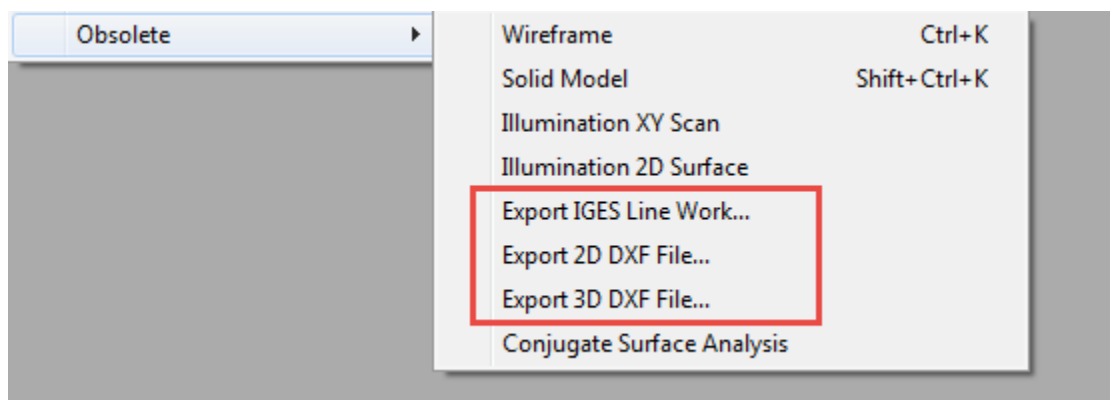 Obsolete
Wireframe Ctrl+K
Solid Model Shift+Ctrl+K
Illumination XY Scan
Illumination 2D Surface
Export IGES Line Work...
Export 2D DXF File...
Export 3D DXF File...
Conjugate Surface Analysis